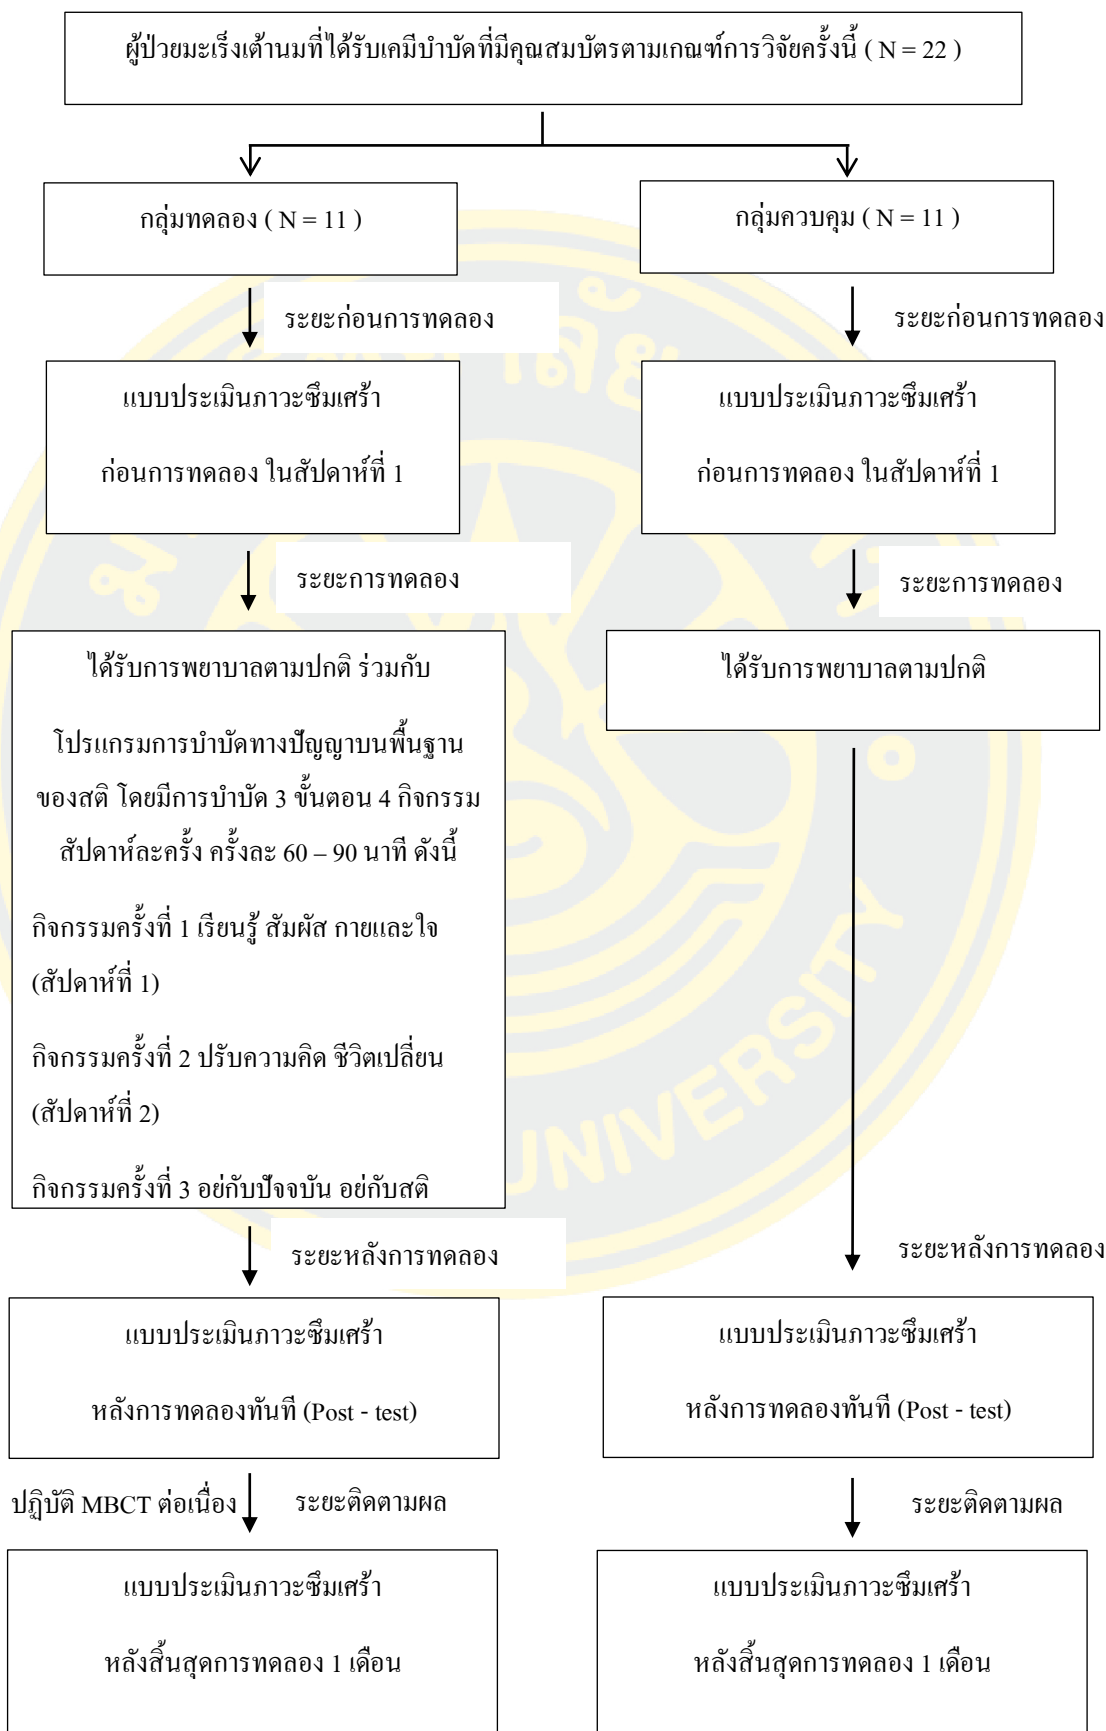 ผู้ป่วยมะเร็งเต้านมที่ได้รับเคมีบำบัดที่มีคุณสมบัตรตามเกณฑ์การวิจัยครั้งนี้ ( N = 22 )
กลุ่มทดลอง ( N = 11 )
กลุ่มควบคุม ( N = 11 )
ระยะก่อนการทดลอง
ระยะก่อนการทดลอง
แบบประเมินภาวะซึมเศร้า
ก่อนการทดลอง ในสัปดาห์ที่ 1
แบบประเมินภาวะซึมเศร้า
ก่อนการทดลอง ในสัปดาห์ที่ 1
ระยะการทดลอง
ระยะการทดลอง
ได้รับการพยาบาลตามปกติ ร่วมกับ
โปรแกรมการบำบัดทางปัญญาบนพื้นฐาน
ของสติ โดยมีการบำบัด 3 ขั้นตอน 4 กิจกรรม
สัปดาห์ละครั้ง ครั้งละ 60 – 90 นาที ดังนี้
กิจกรรมครั้งที่ 1 เรียนรู้ สัมผัส กายและใจ
(สัปดาห์ที่ 1)
กิจกรรมครั้งที่ 2 ปรับความคิด ชีวิตเปลี่ยน
(สัปดาห์ที่ 2)
กิจกรรมครั้งที่ 3 อยู่กับปัจจุบัน อยู่กับสติ
ได้รับการพยาบาลตามปกติ
ระยะหลังการทดลอง
ระยะหลังการทดลอง
แบบประเมินภาวะซึมเศร้า
หลังการทดลองทันที (Post - test)
แบบประเมินภาวะซึมเศร้า
หลังการทดลองทันที (Post - test)
ปฏิบัติ MBCT ต่อเนื่อง
ระยะติดตามผล
ระยะติดตามผล
แบบประเมินภาวะซึมเศร้า
หลังสิ้นสุดการทดลอง 1 เดือน
แบบประเมินภาวะซึมเศร้า
หลังสิ้นสุดการทดลอง 1 เดือน
UNIVERSITY